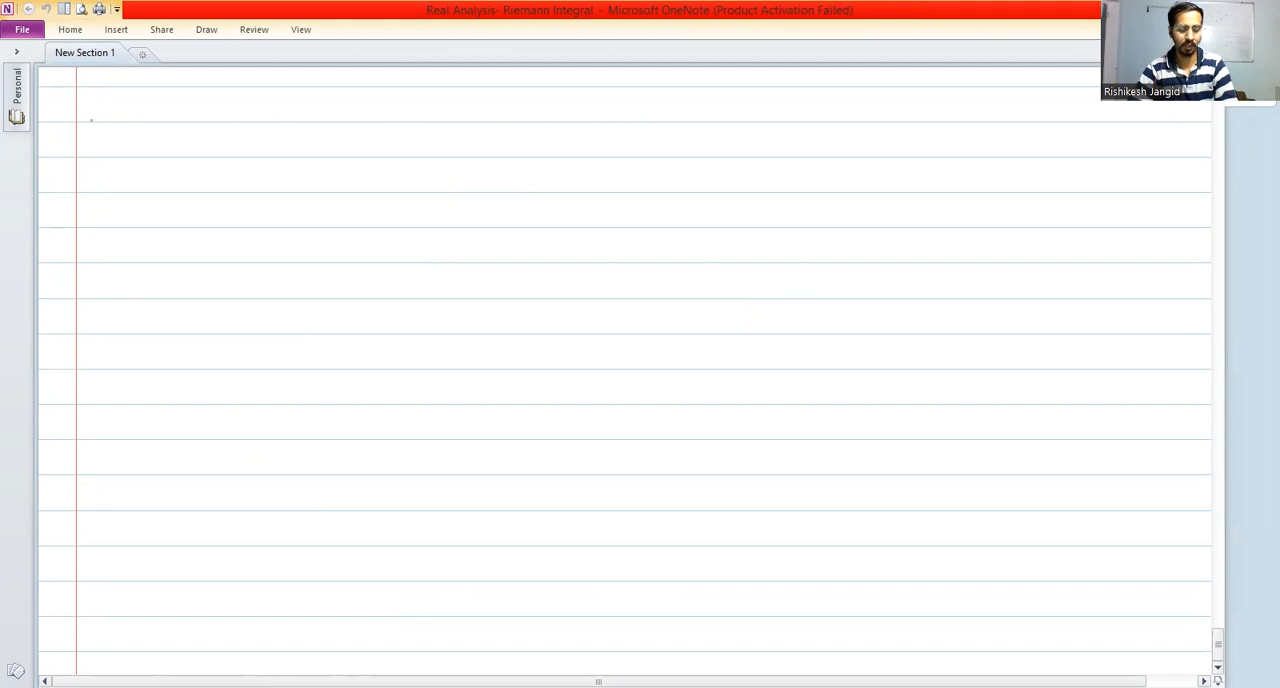 Real Analysis- Riemann Integral - Microsoft OneNote (Product Activation Failed)
File Home Insert Share Draw Review View
New Section 1
Personal
Rishikesh Jangid